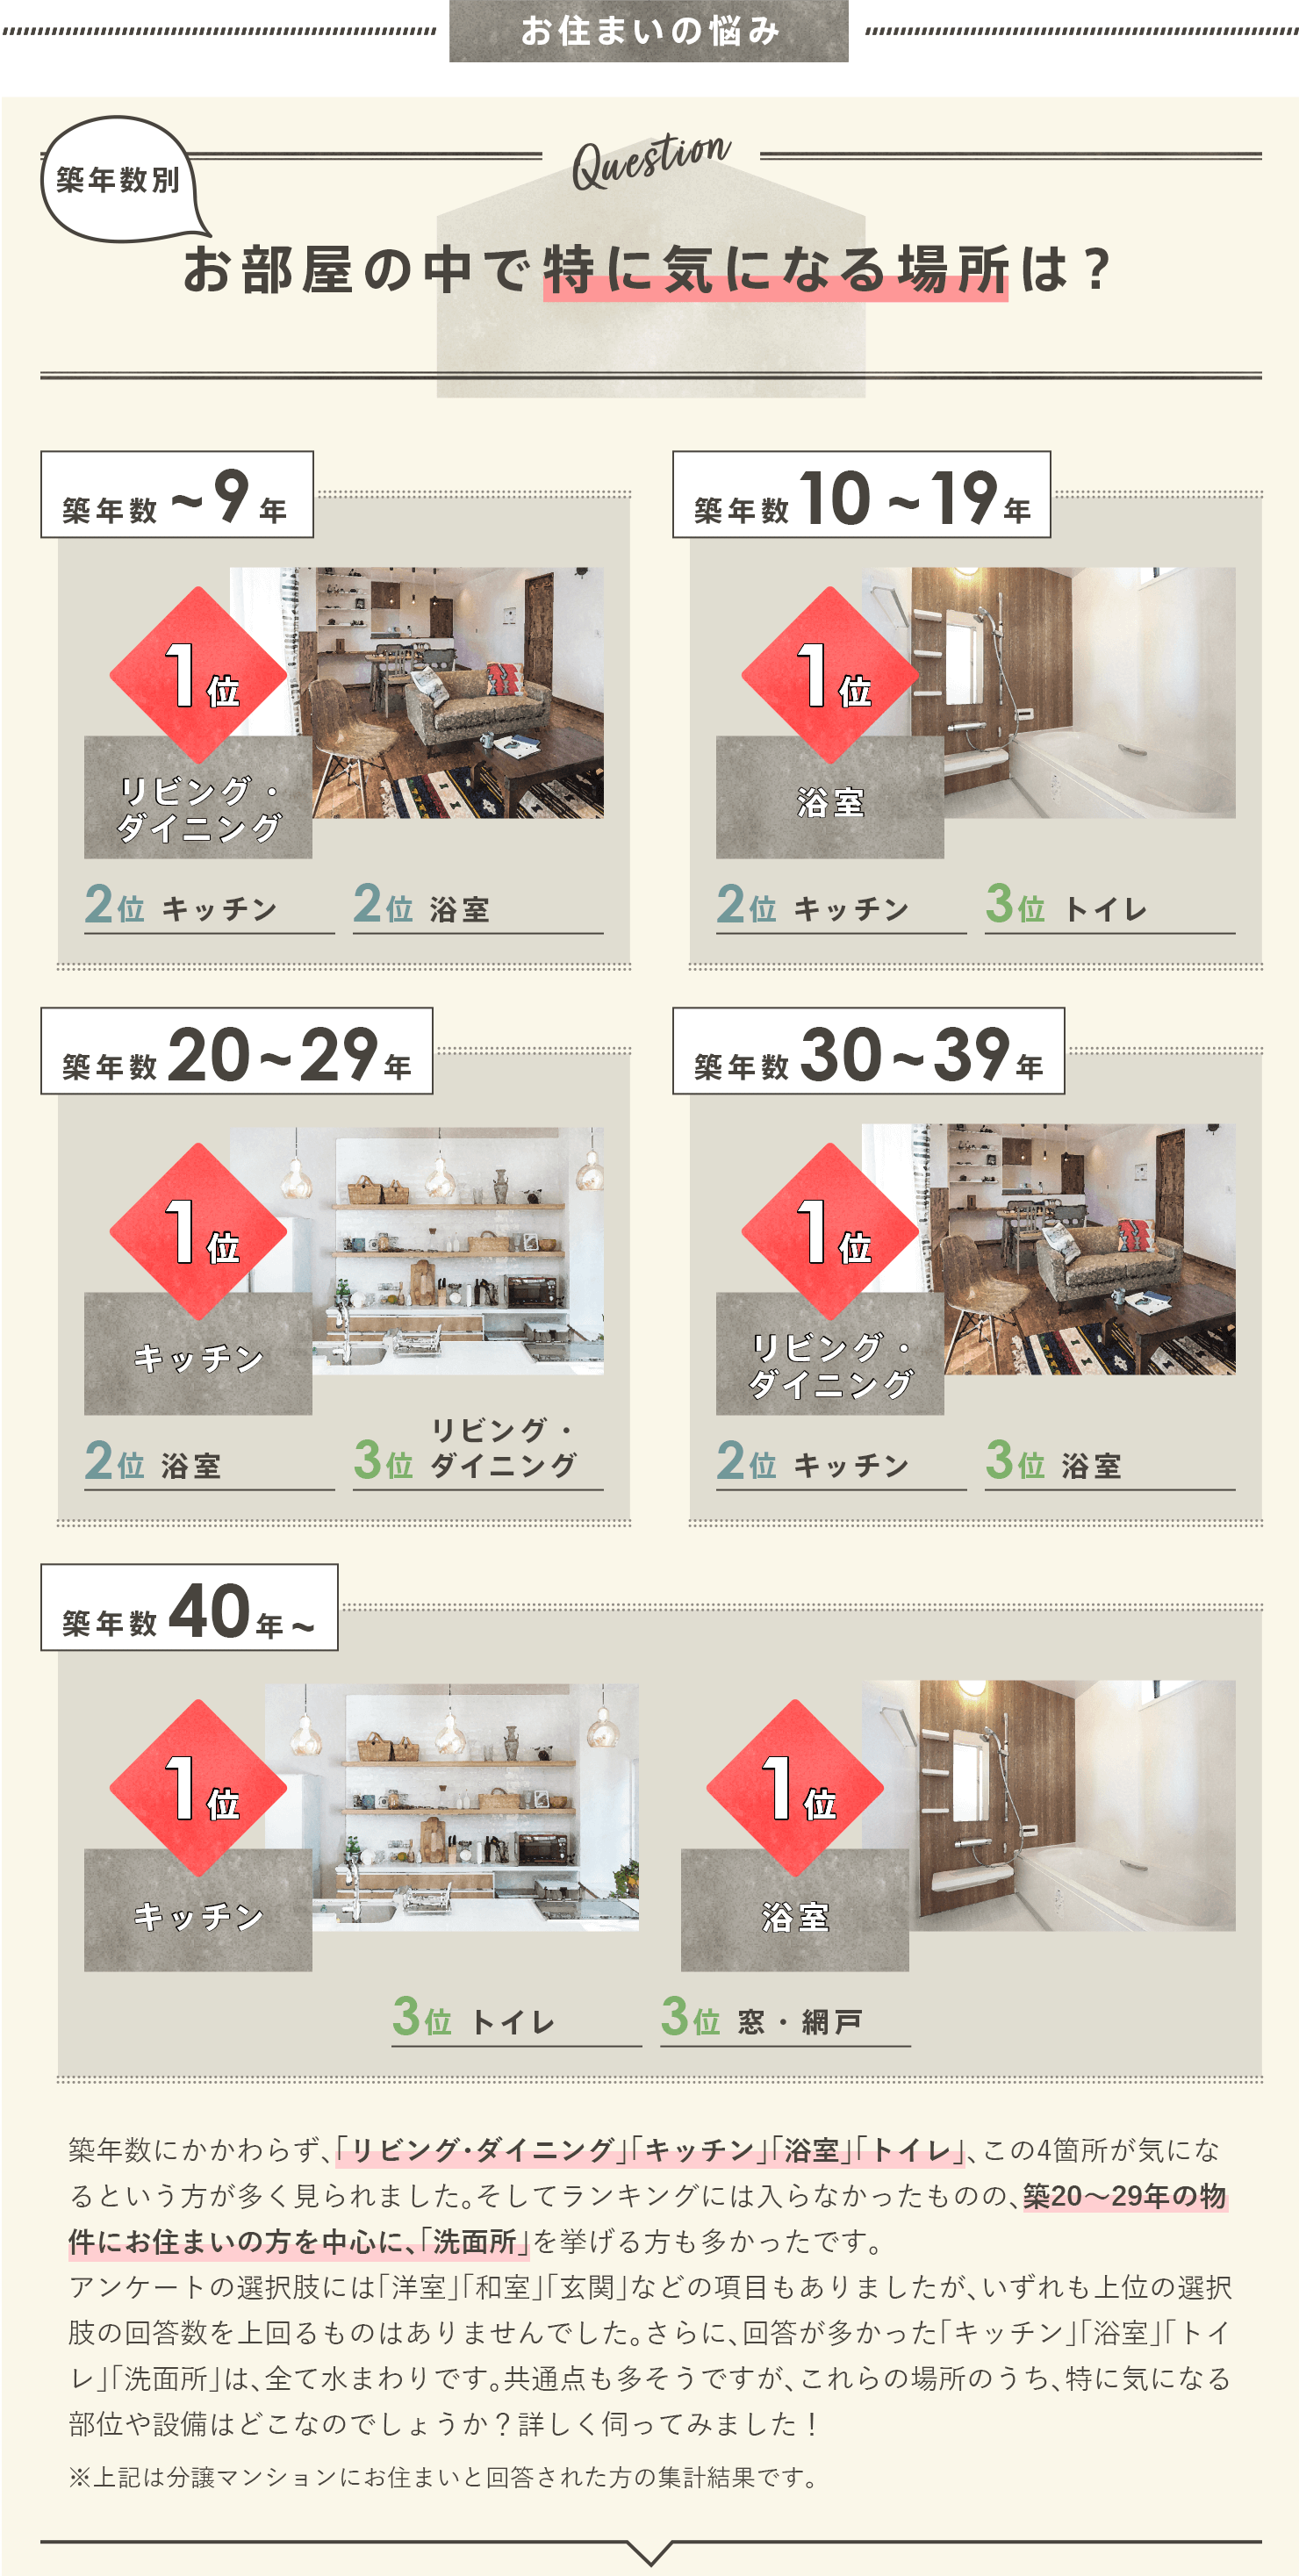 お住まいの悩み
築年数別
Question
お部屋の中で特に気になる場所は？
築年数~9年
1位
リビング・
ダイニング
2位 キッチン
2位 浴室
築年数10~19年
1位
浴室
2位 キッチン
3位 トイレ
築年数20~29年
1位
キッチン
2位 浴室
3位 リビング・
ダイニング
築年数30~39年
1位
リビング・
ダイニング
2位 キッチン
3位 浴室
築年数40年~
1位
キッチン
1位
浴室
3位 トイレ
3位 窓・網戸
築年数にかかわらず、「リビング・ダイニング」「キッチン」「浴室」「トイレ」、この4箇所が気にな
るという方が多く見られました。そしてランキングには入らなかったものの、築20〜29年の物
件にお住まいの方を中心に、「洗面所」を挙げる方も多かったです。
アンケートの選択肢には「洋室」「和室」「玄関」などの項目もありましたが、いずれも上位の選択
肢の回答数を上回るものはありませんでした。さらに、回答が多かった「キッチン」「浴室」「トイ
レ」「洗面所」は、全て水まわりです。共通点も多そうですが、これらの場所のうち、特に気になる
部位や設備はどこなのでしょうか？詳しく伺ってみました！
※上記は分譲マンションにお住まいと回答された方の集計結果です。